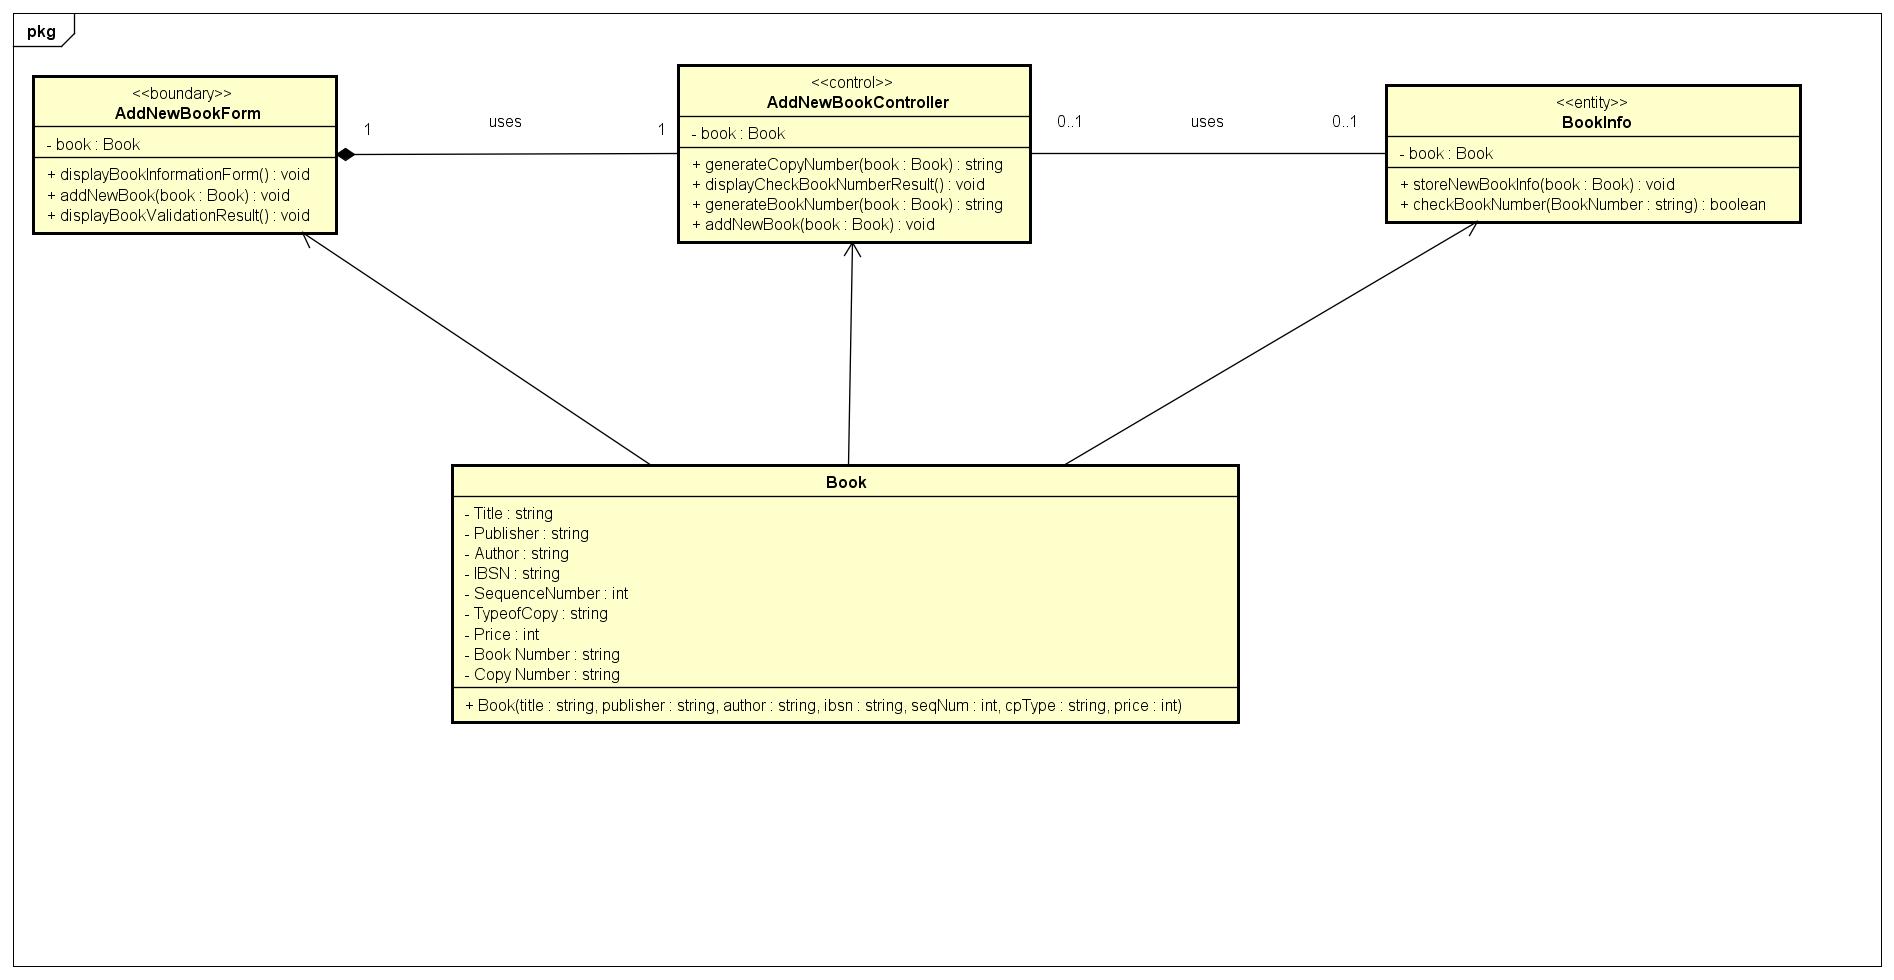 pkg
<<boundary>>
AddNewBookForm
- book : Book
+ displayBookInformationForm() : void
+ addNewBook(book : Book) : void
+ displayBookValidationResult() : void
1
uses
1
<<control>>
AddNewBookController
- book : Book
+ generateCopyNumber(book : Book) : string
+ displayCheckBookNumberResult() : void
+ generateBookNumber(book : Book) : string
+ addNewBook(book : Book) : void
0..1
uses
0..1
<<entity>>
BookInfo
- book : Book
+ storeNewBookInfo(book : Book) : void
+ checkBookNumber(BookNumber : string) : boolean
Book
- Title : string
- Publisher : string
- Author : string
- IBSN : string
- SequenceNumber : int
- TypeofCopy : string
- Price : int
- Book Number : string
- Copy Number : string
+ Book(title : string, publisher : string, author : string, ibsn : string, seqNum : int, cpType : string, price : int)